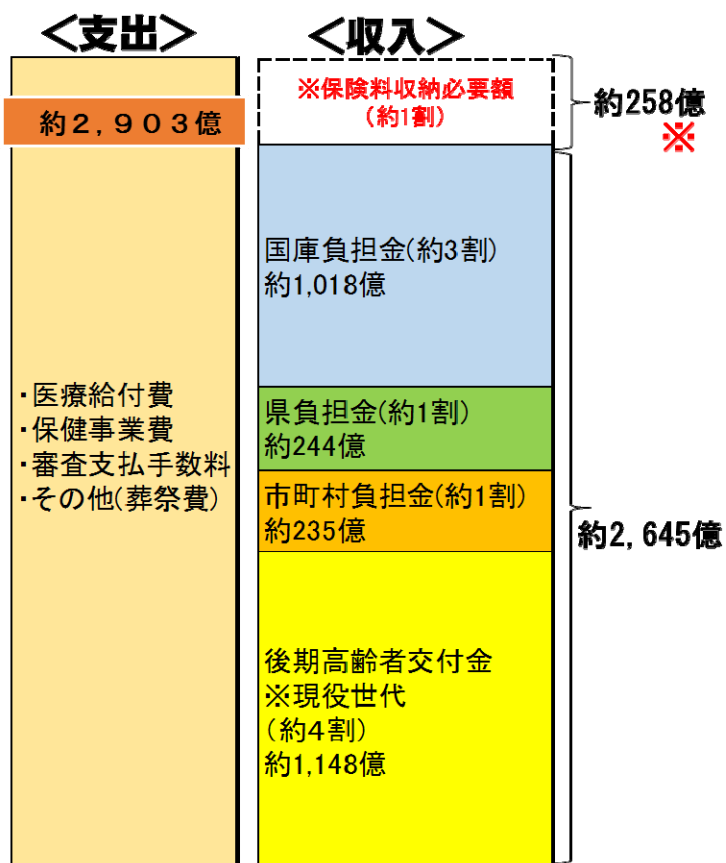 ＜支出＞
約２，９０３億
・医療給付費
・保健事業費
・審査支払手数料
・その他(葬祭費)
＜収入＞
※保険料収納必要額
（約1割）
約258億
※
国庫負担金(約3割)
約1,018億
県負担金(約1割)
約244億
市町村負担金(約1割)
約235億
後期高齢者交付金
※現役世代
（約４割）
約1,148億
約2,645億